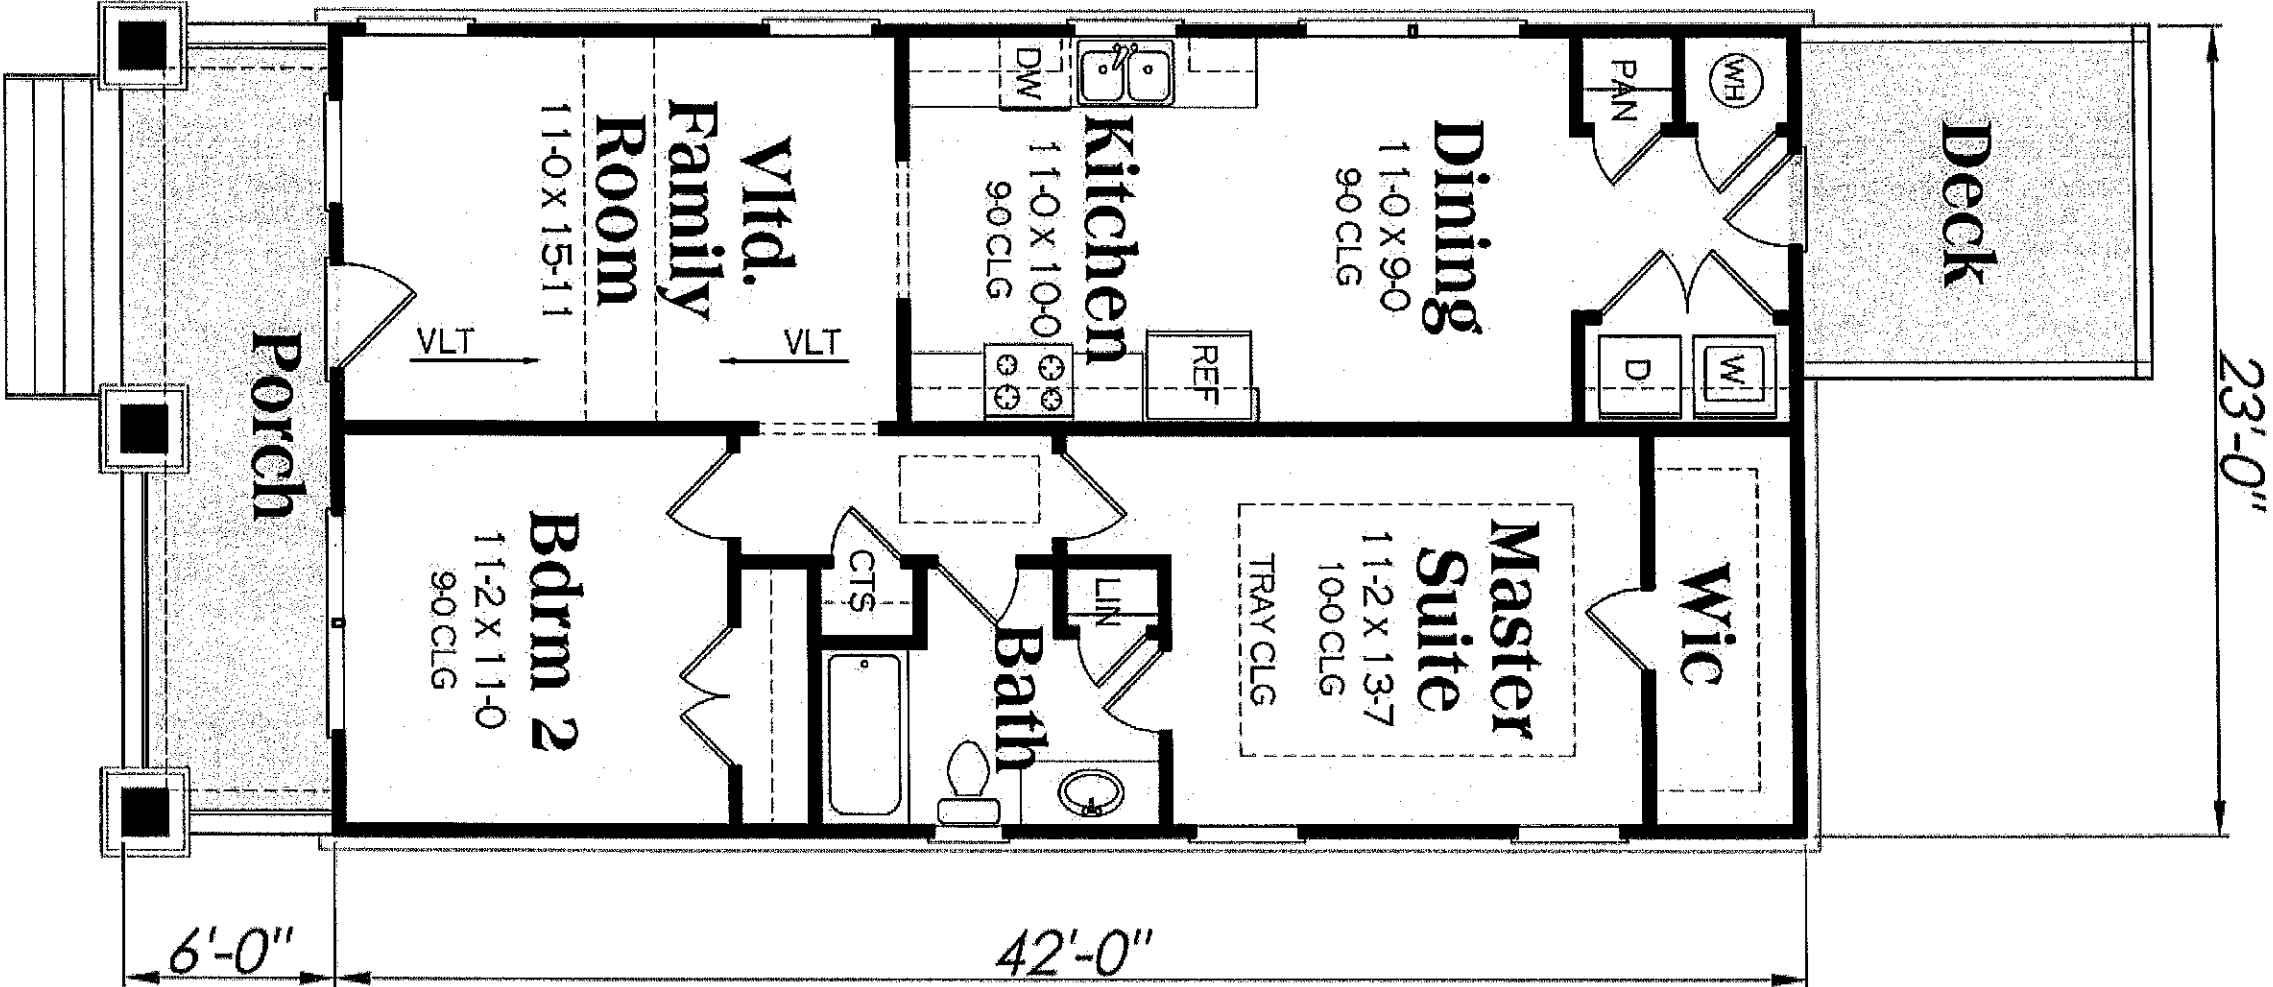 Deck
23'-0"
WH
PAN
Dining
11-0 X 9-0
9-0 CLG
W
D
Kitchen
11-0 X 10-0
9-0 CLG
DW
REF
Vltd.
Family
Room
11-0 X 15-11
VLT
VLT
Porch
Wic
Master
Suite
11-2 X 13-7
10-0 CLG
TRAY CLG
LIN
Bath
CTS
Bdrm 2
11-2 X 11-0
9-0 CLG
6'-0"
42'-0"